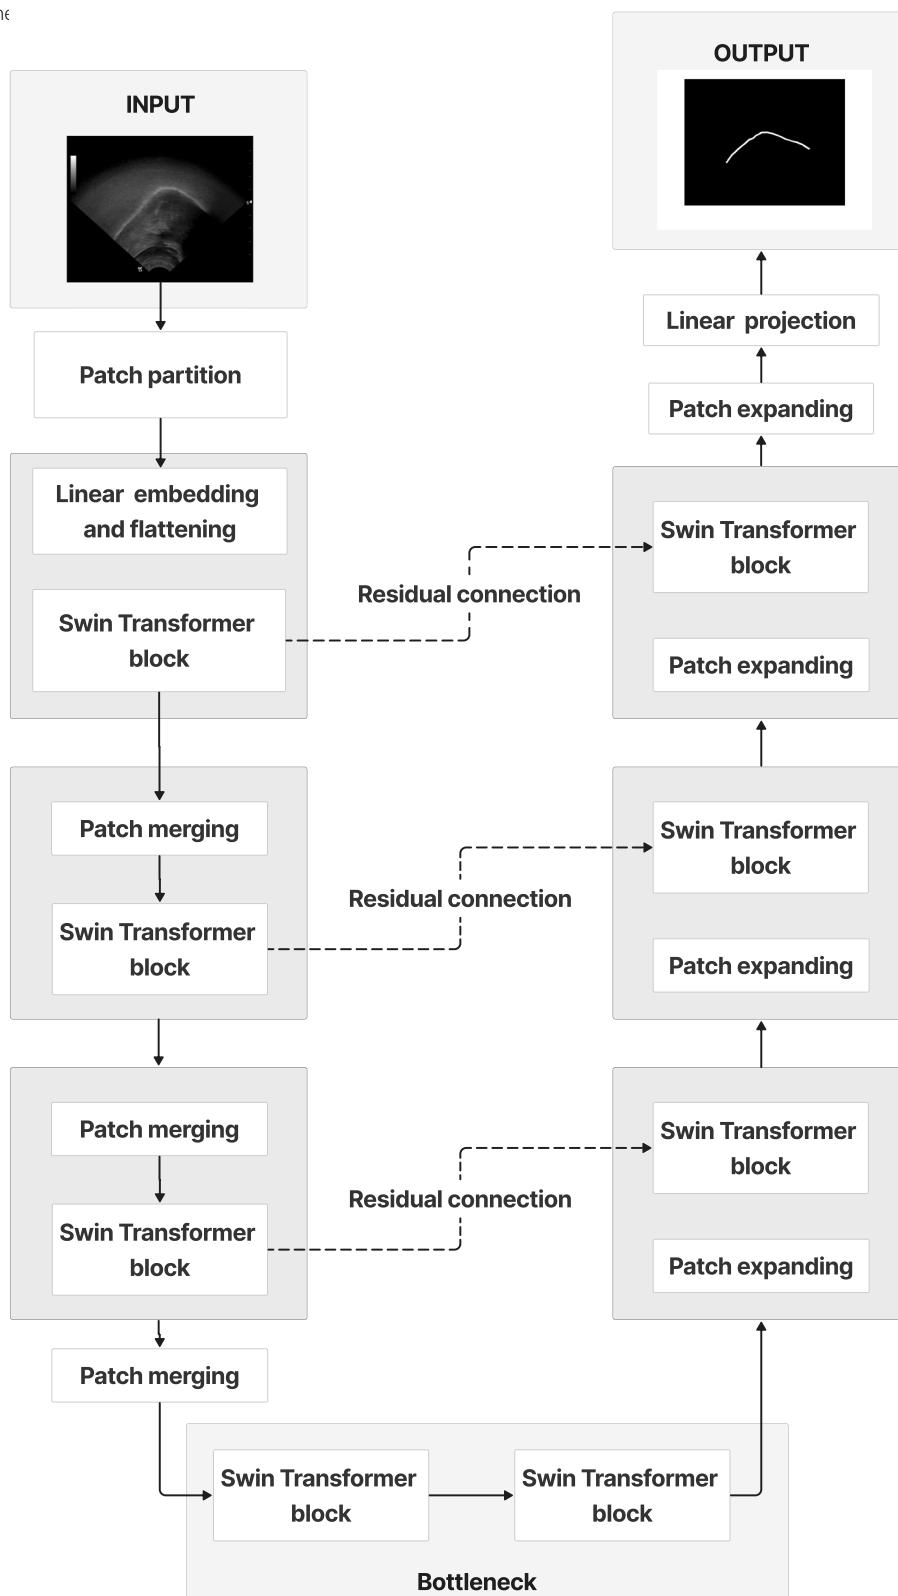 INPUT
Patch partition
Linear embedding
and flattening
Swin Transformer
block
Patch merging
Swin Transformer
block
Patch merging
Swin Transformer
block
Patch merging
Residual connection
Residual connection
Residual connection
Swin Transformer
block
Swin Transformer
block
Bottleneck
OUTPUT
Linear projection
Patch expanding
Swin Transformer
block
Patch expanding
Swin Transformer
block
Patch expanding
Swin Transformer
block
Patch expanding